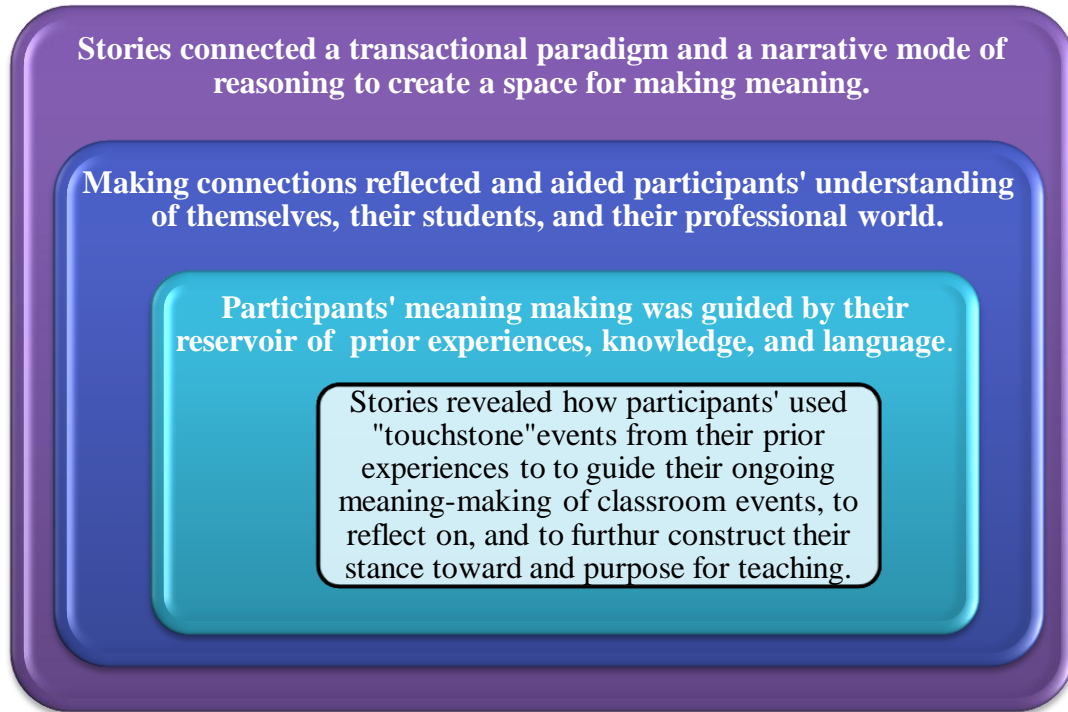 Stories connected a transactional paradigm and a narrative mode of
reasoning to create a space for making meaning.
Making connections reflected and aided participants' understanding
of themselves, their students, and their professional world.
Participants' meaning making was guided by their
reservoir of prior experiences, knowledge, and language.
Stories revealed how participants' used
"touchstone"events from their prior
experiences to to guide their ongoing
meaning-making of classroom events, to
reflect on, and to furthur construct their
stance toward and purpose for teaching.